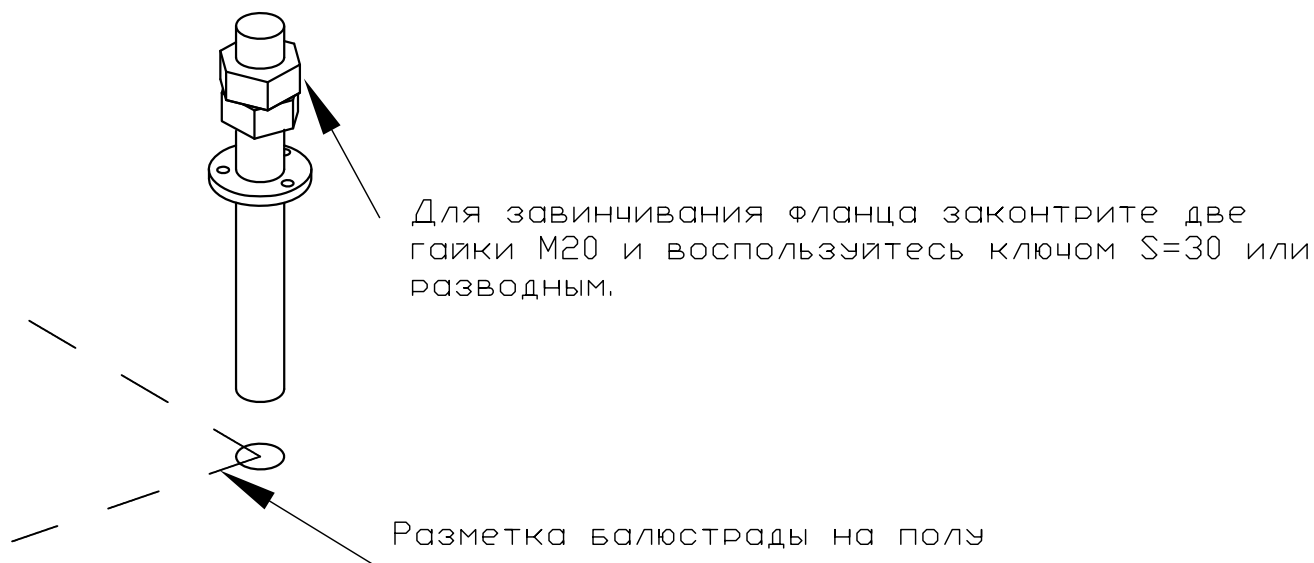 Для завинчивания фланца законтрите две
гайки М20 и воспользуйтесь ключом S=30 или
разводным.
Разметка балюстрады на полу